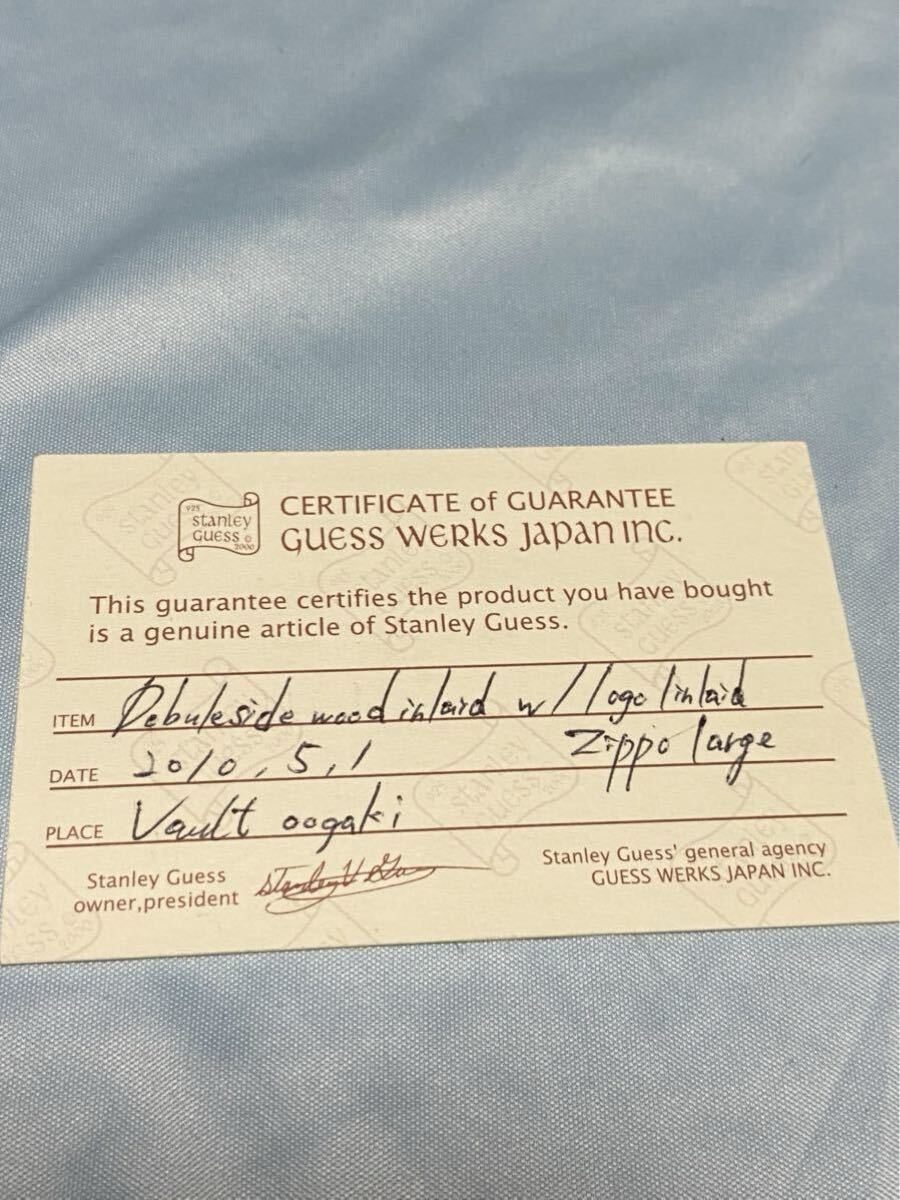 925
Stanley
GUESS ©
2000
CERTIFICATE of GUARANTEE
GUESS WERKS JAPAN INC.
This guarantee certifies the product you have bought
is a genuine article of Stanley Guess.
ITEM Debuleside wood inlaid w/ logo inlaid
Zippo large
DATE 2010, 5, 1
PLACE Vault oogaki
Stanley Guess
owner,president
Stanley Guess' general agency
GUESS WERKS JAPAN INC.